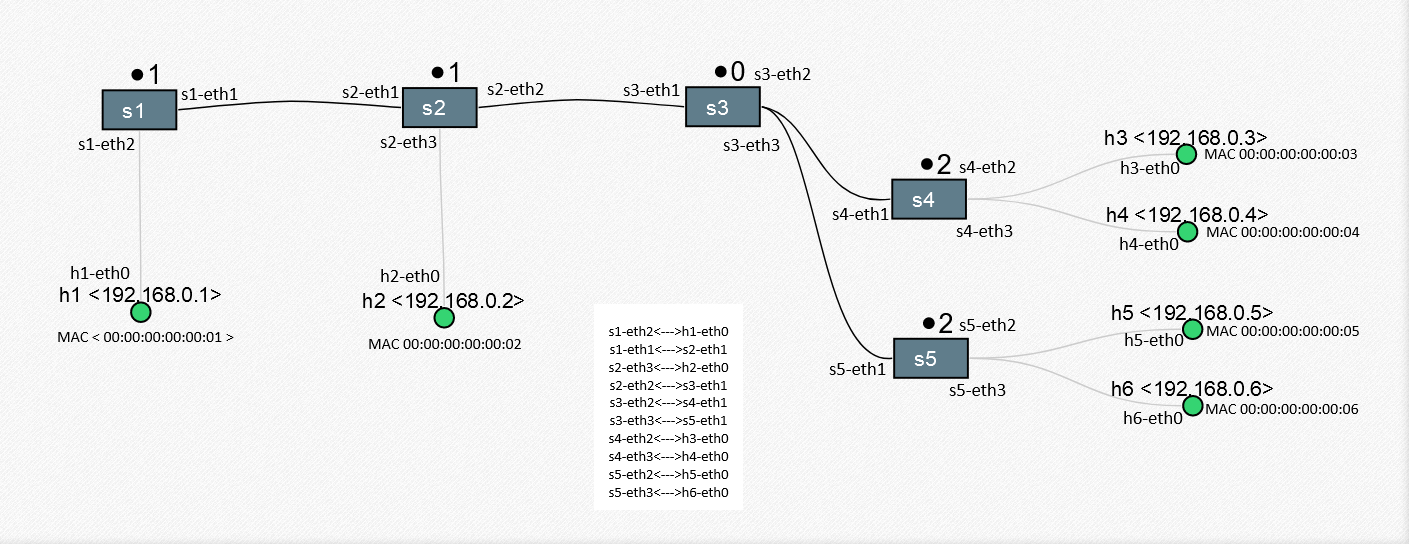 •1
s1-eth1
s1
s1-eth2
h1-eth0
h1 <192.168.0.1>
MAC < 00:00:00:00:00:01 >
•1
s2-eth1
s2-eth2
s2
s2-eth3
h2-eth0
h2 <192.168.0.2>
MAC 00:00:00:00:00:02
•0
s3-eth2
s3-eth1
s3
s3-eth3
•2
s4-eth2
s4
s4-eth1
s4-eth3
h3 <192.168.0.3>
MAC 00:00:00:00:00:03
h3-eth0
h4 <192.168.0.4>
MAC 00:00:00:00:00:04
h4-eth0
•2
s5-eth2
s5
s5-eth1
s5-eth3
h5 <192.168.0.5>
MAC 00:00:00:00:00:05
h5-eth0
h6 <192.168.0.6>
MAC 00:00:00:00:00:06
h6-eth0
s1-eth2<--->h1-eth0
s1-eth1<--->s2-eth1
s2-eth3<--->h2-eth0
s2-eth2<--->s3-eth1
s3-eth2<--->s4-eth1
s3-eth3<--->s5-eth1
s4-eth2<--->h3-eth0
s4-eth3<--->h4-eth0
s5-eth2<--->h5-eth0
s5-eth3<--->h6-eth0